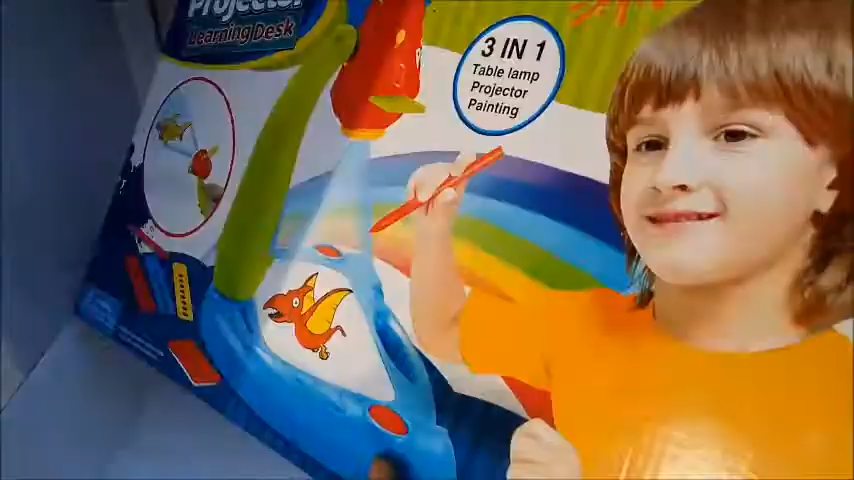 Projector
Learning Desk
3 IN 1
Table lamp
Projector
Painting